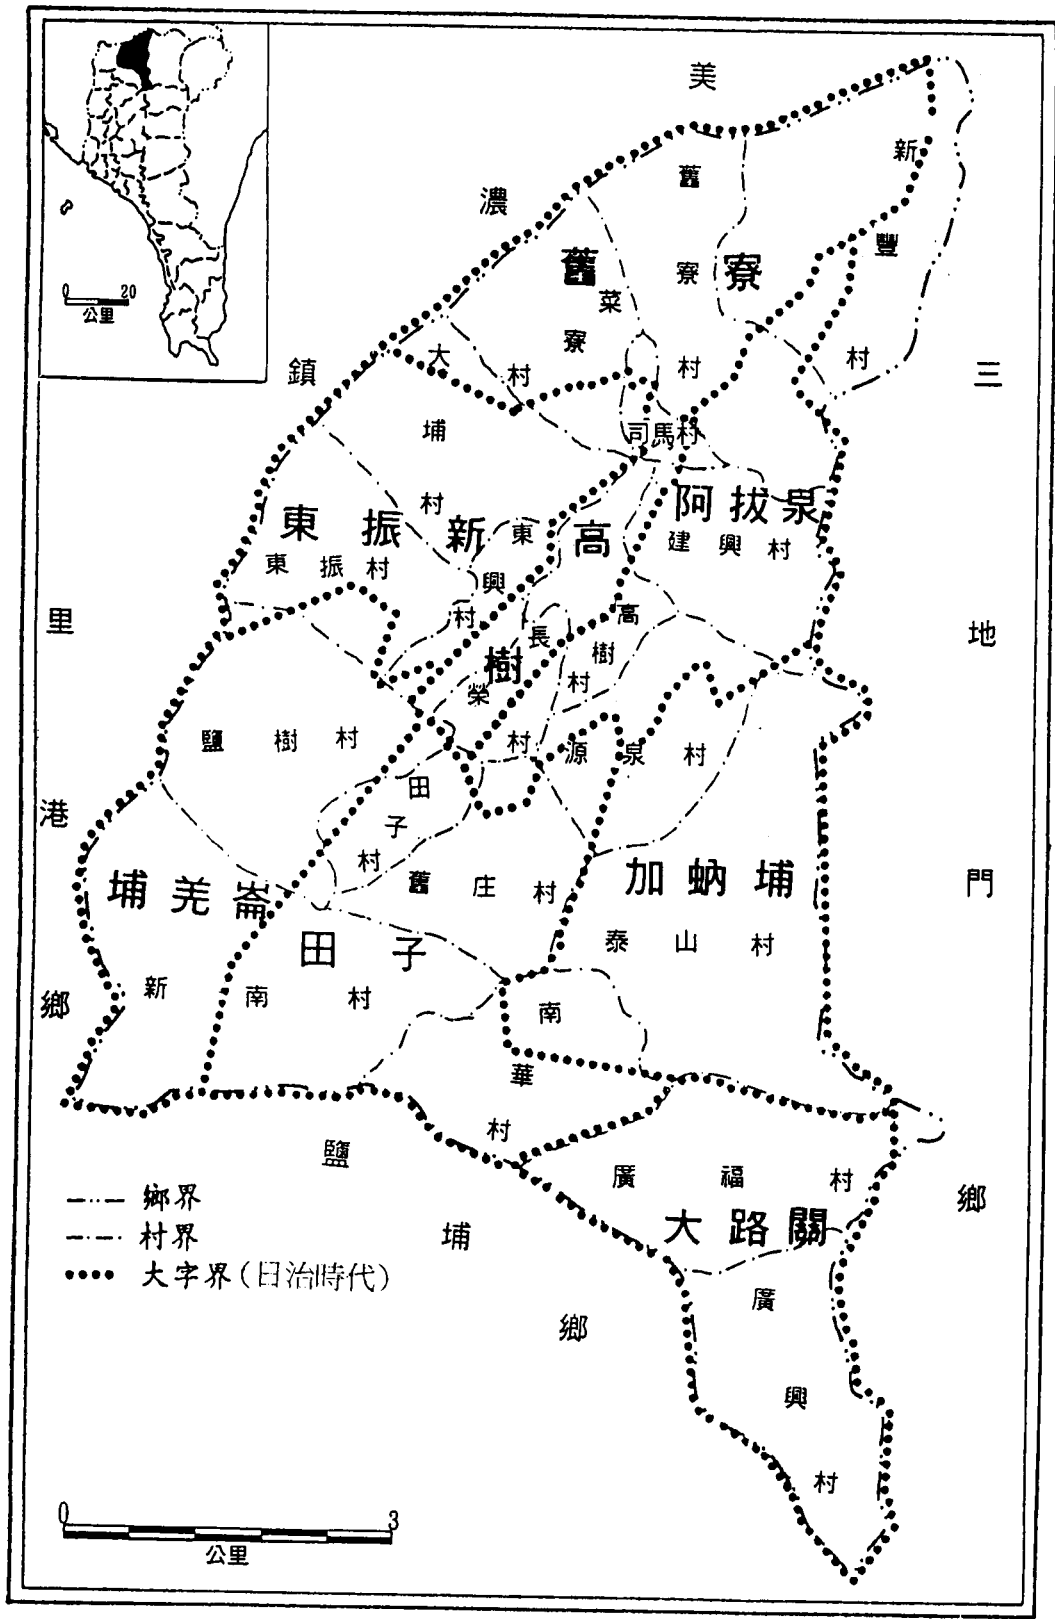 0 20
公里
美濃鎮
里港鄉
三地門鄉
鹽埔鄉
舊寮
新豐村
舊寮村
菜寮村
大埔村
司馬村
阿拔泉
建興村
東振新
東振村
東興村
高樹
長榮村
高樹村
源泉村
鹽樹村
田子村
舊庄村
埔羌崙
加蚋埔
泰山村
田子
新南村
南華村
廣福村
大路關
廣興村
鄉界
村界
大字界(日治時代)
0 3
公里